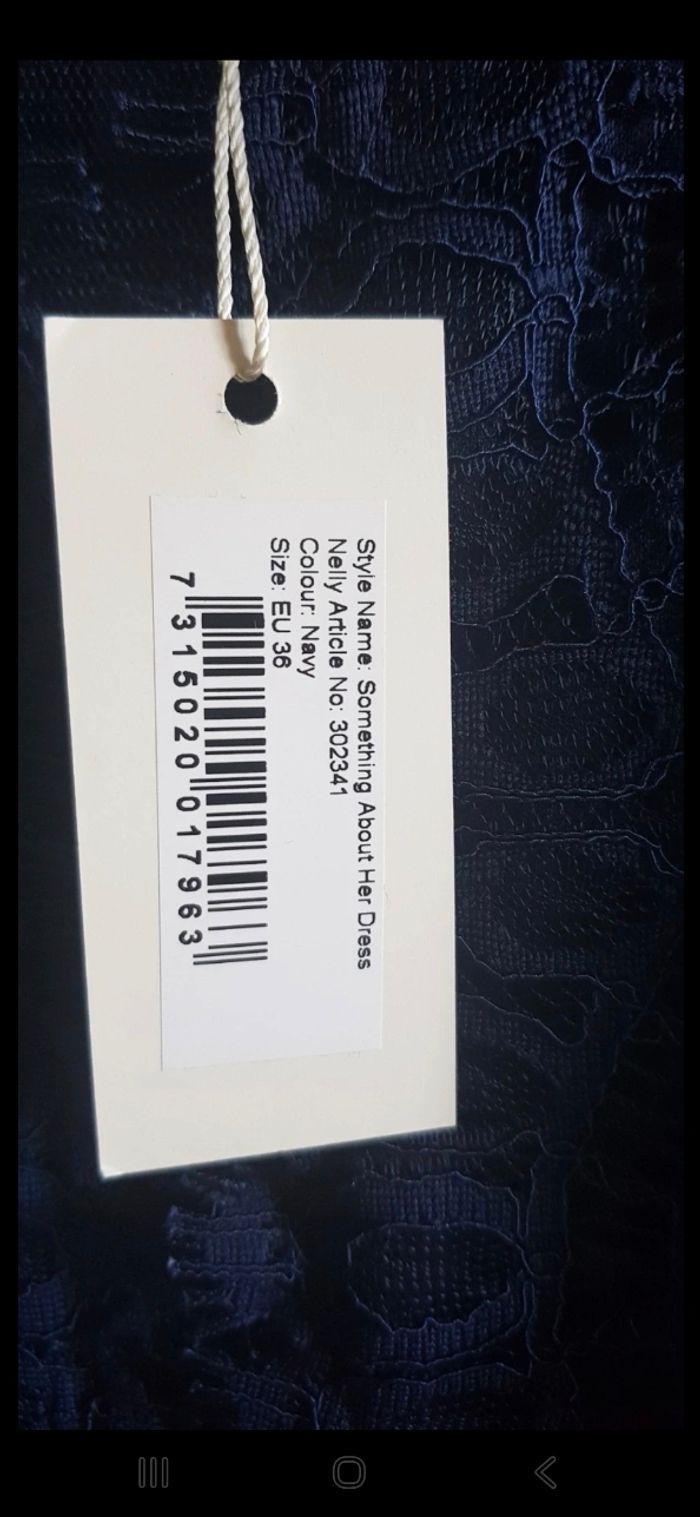 Style Name: Something About Her Dress
Nelly Article No: 302341
Colour: Navy
Size: EU 36
7 315020 017963